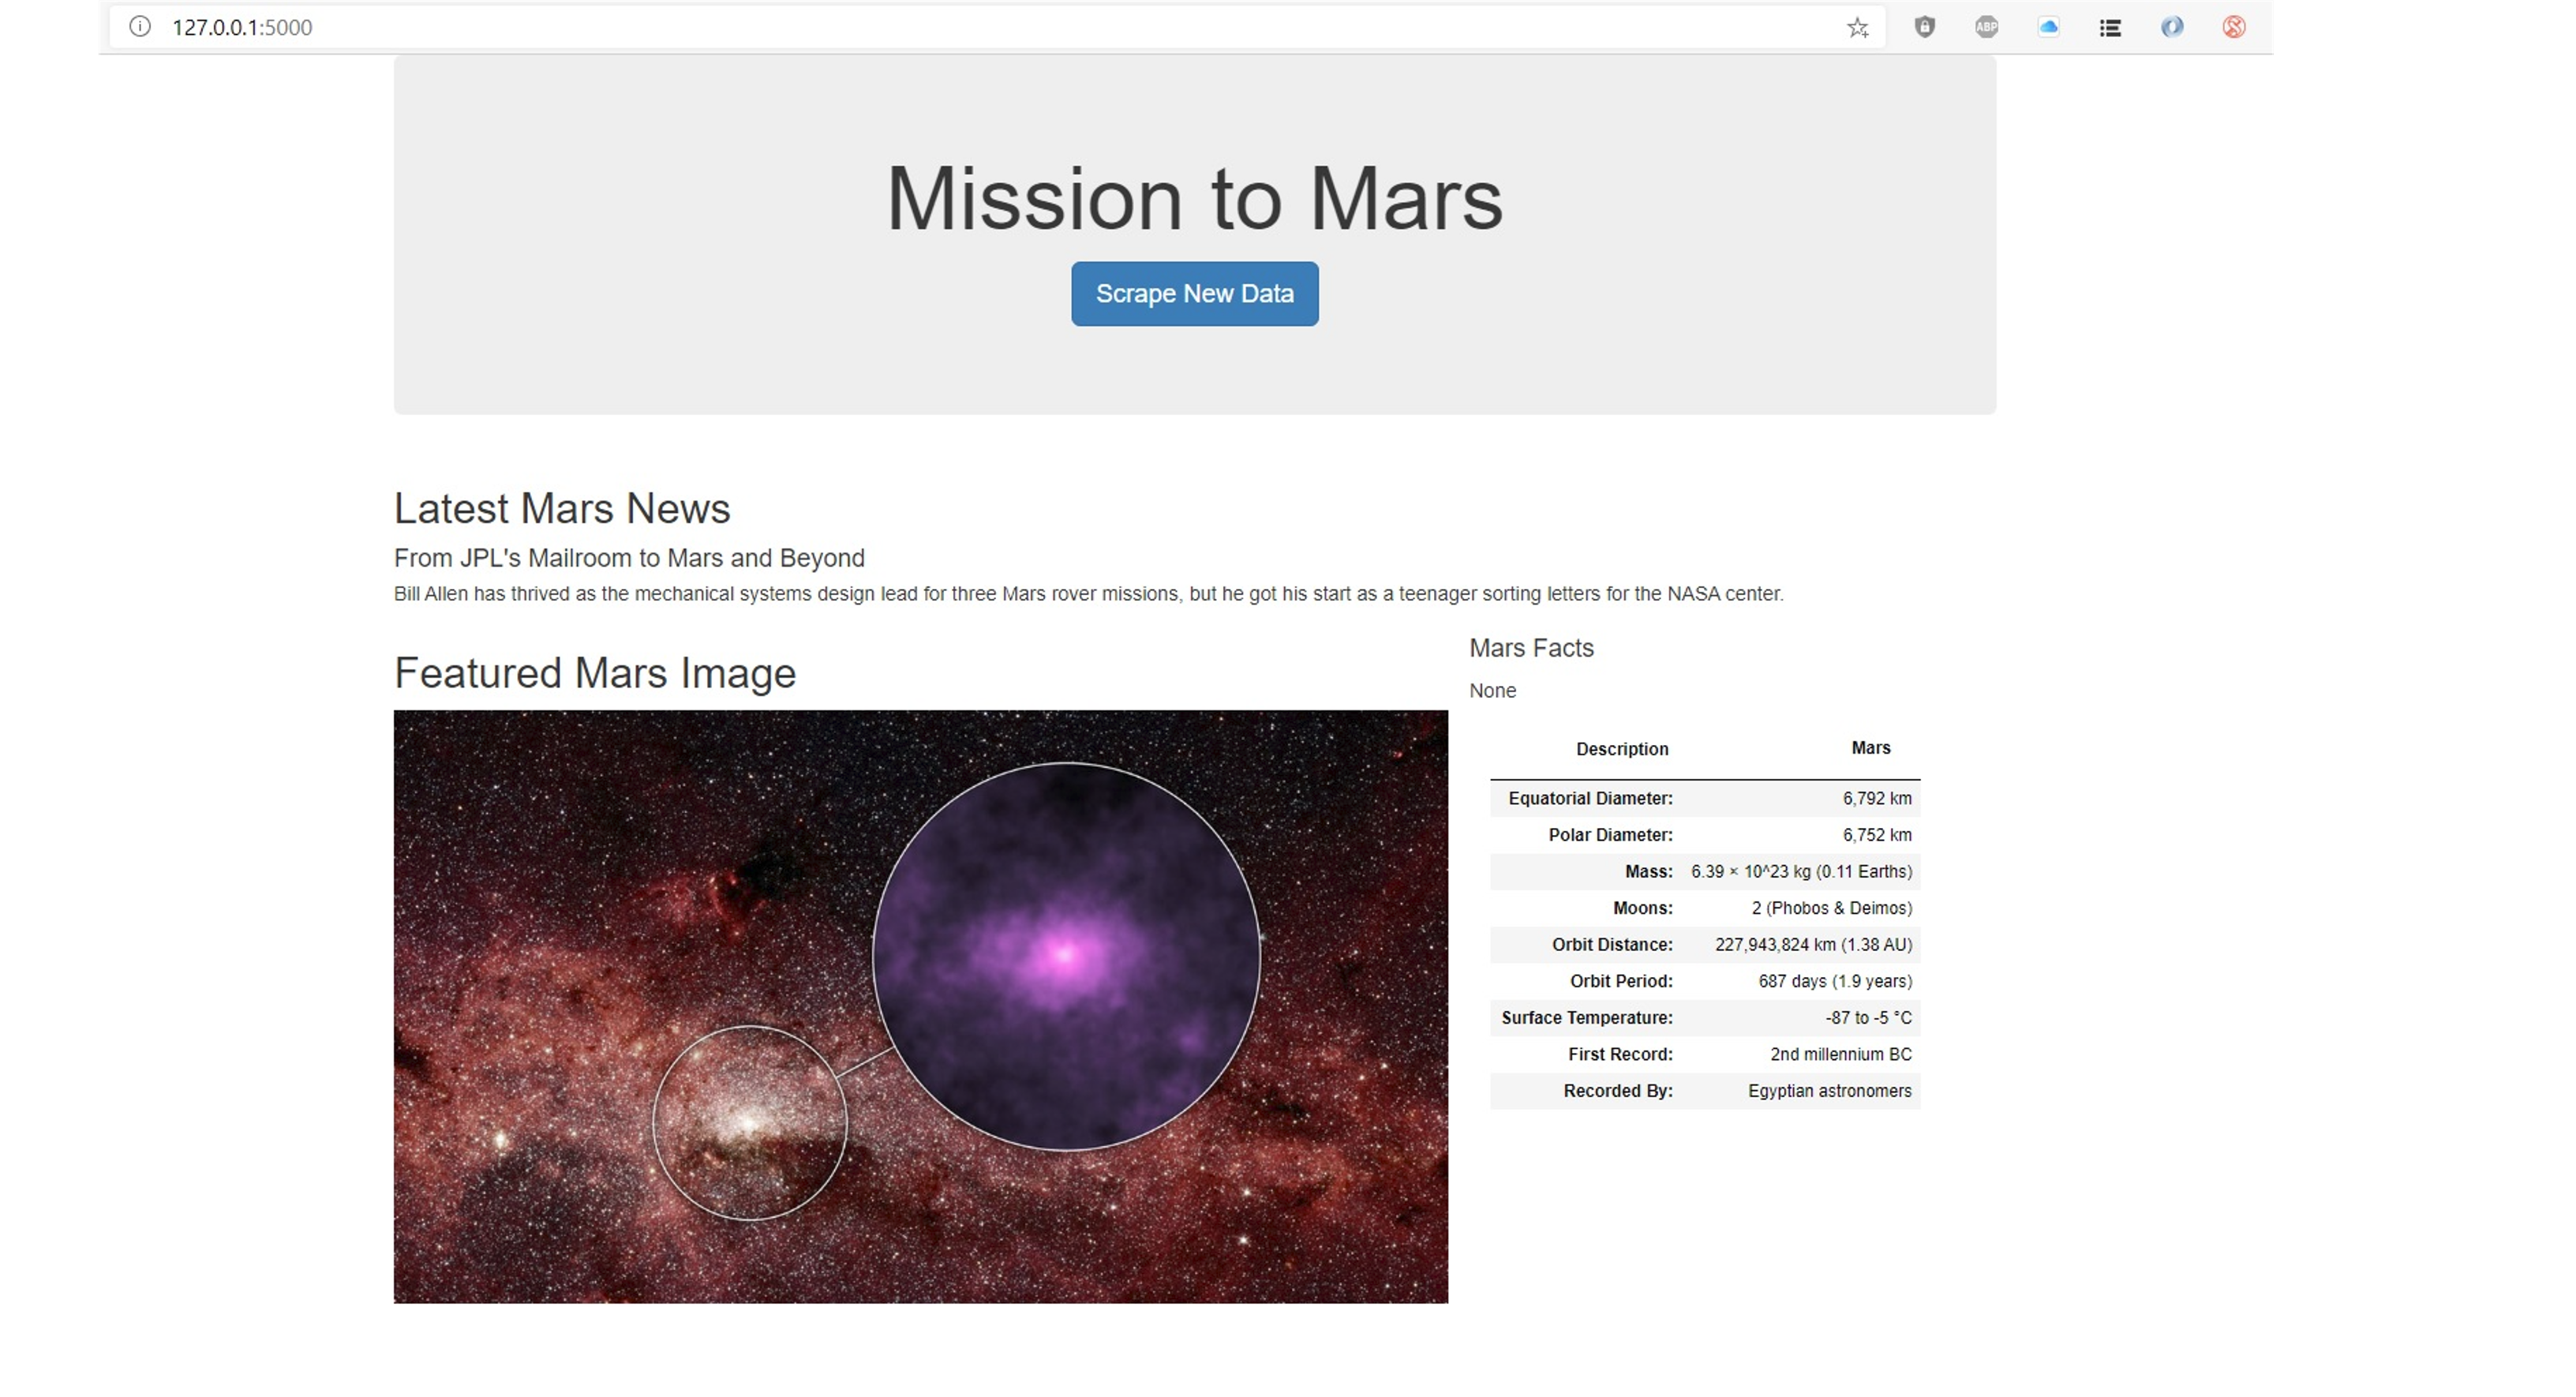 127.0.0.1:5000
ABP
Mission to Mars
Scrape New Data
Latest Mars News
From JPL's Mailroom to Mars and Beyond
Bill Allen has thrived as the mechanical systems design lead for three Mars rover missions, but he got his start as a teenager sorting letters for the NASA center.
Featured Mars Image
Mars Facts
None
Description Mars
Equatorial Diameter: 6,792 km
Polar Diameter: 6,752 km
Mass: 6.39 × 10^23 kg (0.11 Earths)
Moons: 2 (Phobos & Deimos)
Orbit Distance: 227,943,824 km (1.38 AU)
Orbit Period: 687 days (1.9 years)
Surface Temperature: -87 to -5 °C
First Record: 2nd millennium BC
Recorded By: Egyptian astronomers